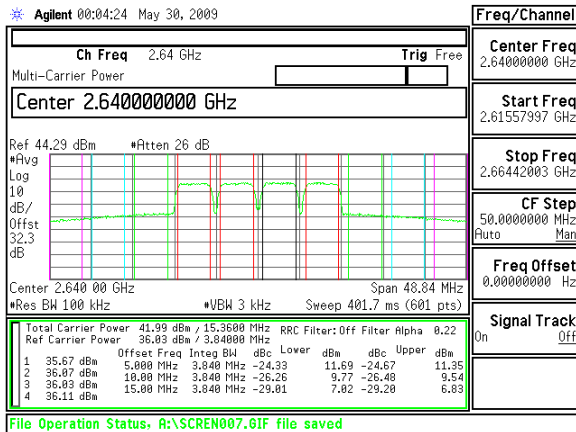 Agilent 00:04:24 May 30, 2009
Freq/Channel
Ch Freq 2.64 GHz Trig Free
Multi-Carrier Power
Center 2.640000000 GHz
Ref 44.29 dBm #Atten 26 dB
#Avg
Log
10
dB/
Offst
32.3
dB
Center 2.640 00 GHz Span 48.84 MHz
#Res BW 100 kHz #VBW 3 kHz Sweep 401.7 ms (601 pts)
Total Carrier Power 41.99 dBm / 15.3600 MHz RRC Filter: Off Filter Alpha 0.22
Ref Carrier Power 36.03 dBm / 3.84000 MHz
Offset Freq Integ BW dBc Lower dBm dBc Upper dBm
1 35.67 dBm 5.000 MHz 3.840 MHz -24.33 11.69 -24.67 11.35
2 36.07 dBm 10.00 MHz 3.840 MHz -26.26 9.77 -26.48 9.54
3 36.03 dBm 15.00 MHz 3.840 MHz -29.01 7.02 -29.20 6.83
4 36.11 dBm
File Operation Status, A:\SCREN007.GIF file saved
Center Freq
2.64000000 GHz
Start Freq
2.61557997 GHz
Stop Freq
2.66442003 GHz
CF Step
50.0000000 MHz
Auto Man
Freq Offset
0.00000000 Hz
Signal Track
On Off